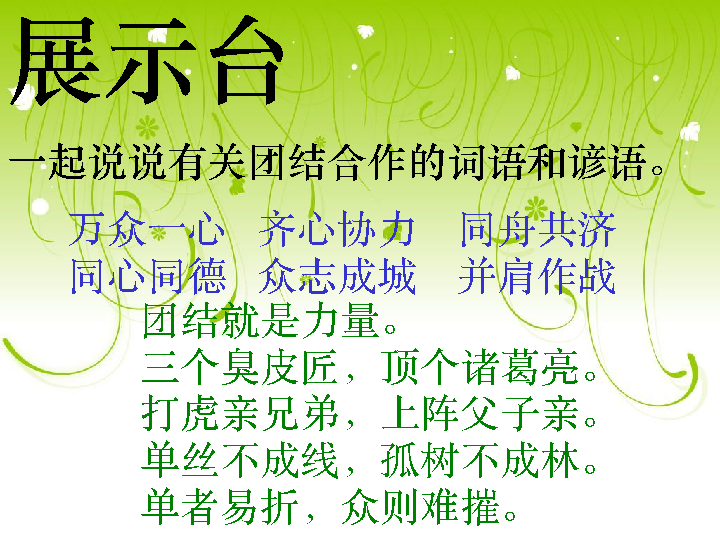 展示台
一起说说有关团结合作的词语和谚语。
万众一心 齐心协力 同舟共济
同心同德 众志成城 并肩作战
团结就是力量。
三个臭皮匠，顶个诸葛亮。
打虎亲兄弟，上阵父子亲。
单丝不成线，孤树不成林。
单者易折，众则难摧。